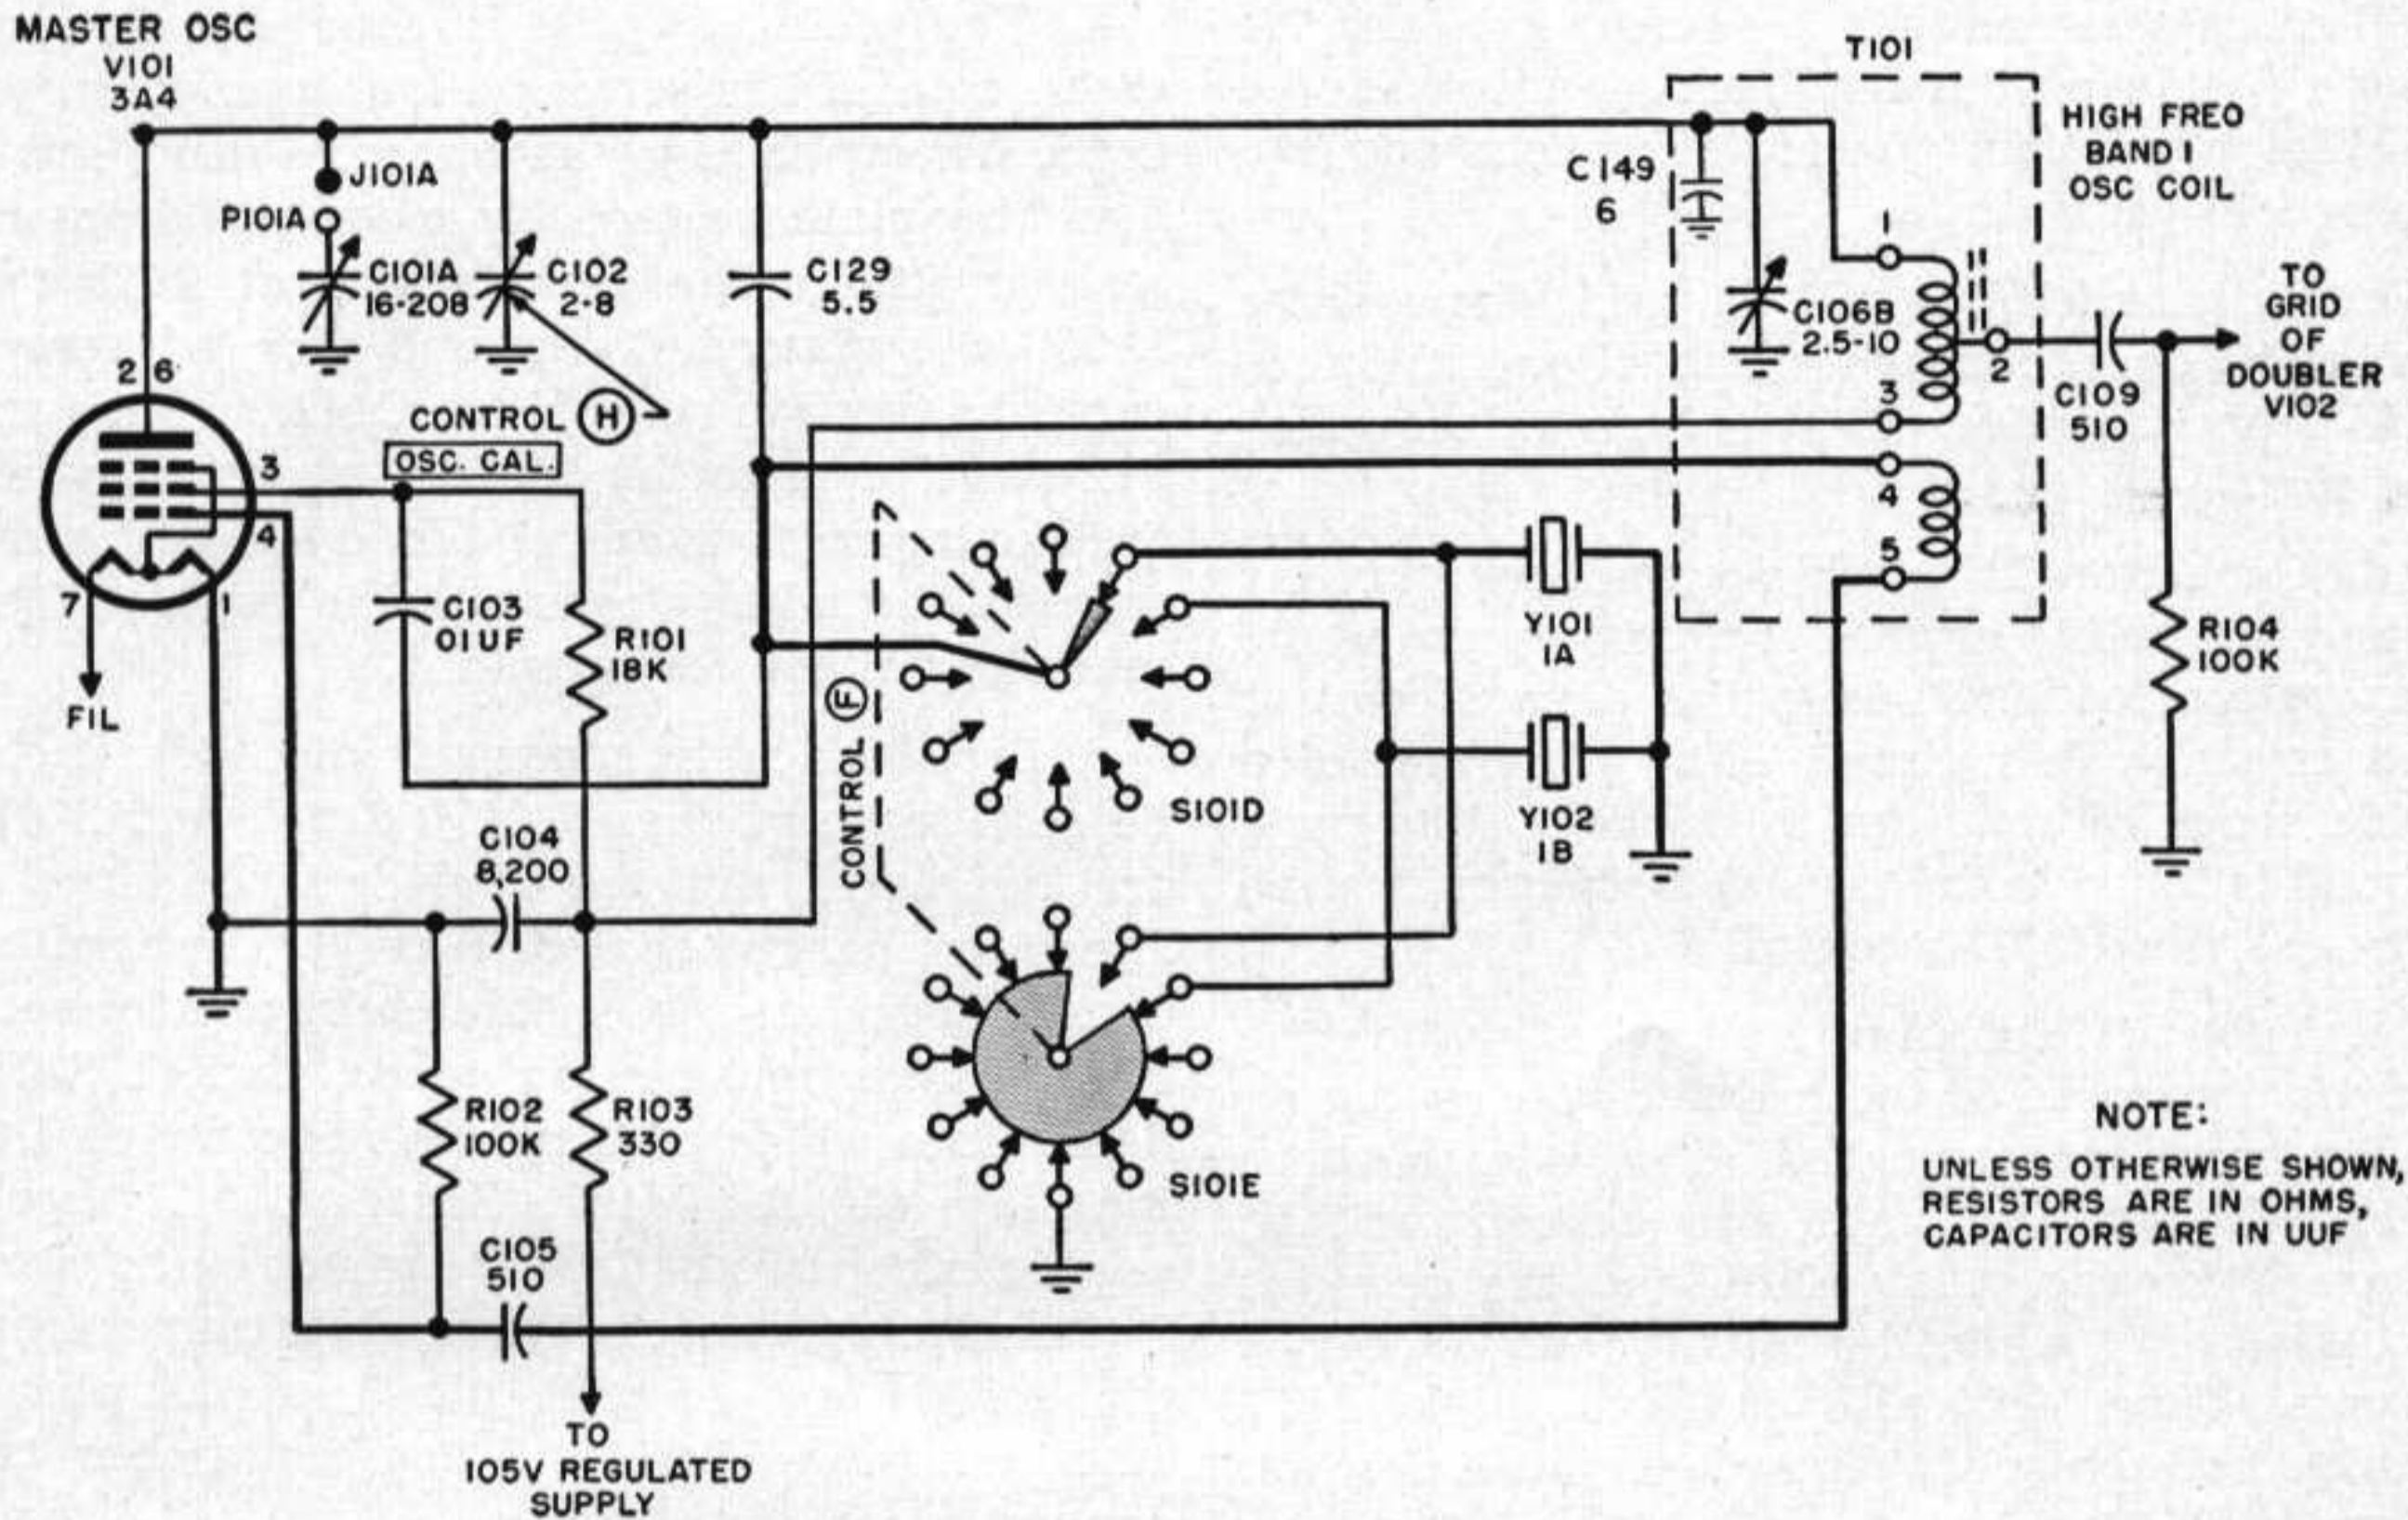 MASTER OSC
V101
3A4
T101
HIGH FREQ
BAND 1
OSC COIL
J101A
P101A
C101A
16-208
C102
2-8
C129
5.5
C149
6
1
C106B
2.5-10
3
2
C109
510
TO
GRID
OF
DOUBLER
V102
2 6
CONTROL H
OSC. CAL.
3
4
4
5
7
1
FIL
C103
01UF
R101
18K
CONTROL F
Y101
1A
R104
100K
S101D
Y102
1B
C104
8,200
R102
100K
R103
330
S101E
NOTE:
UNLESS OTHERWISE SHOWN,
RESISTORS ARE IN OHMS,
CAPACITORS ARE IN UUF
C105
510
TO
105V REGULATED
SUPPLY